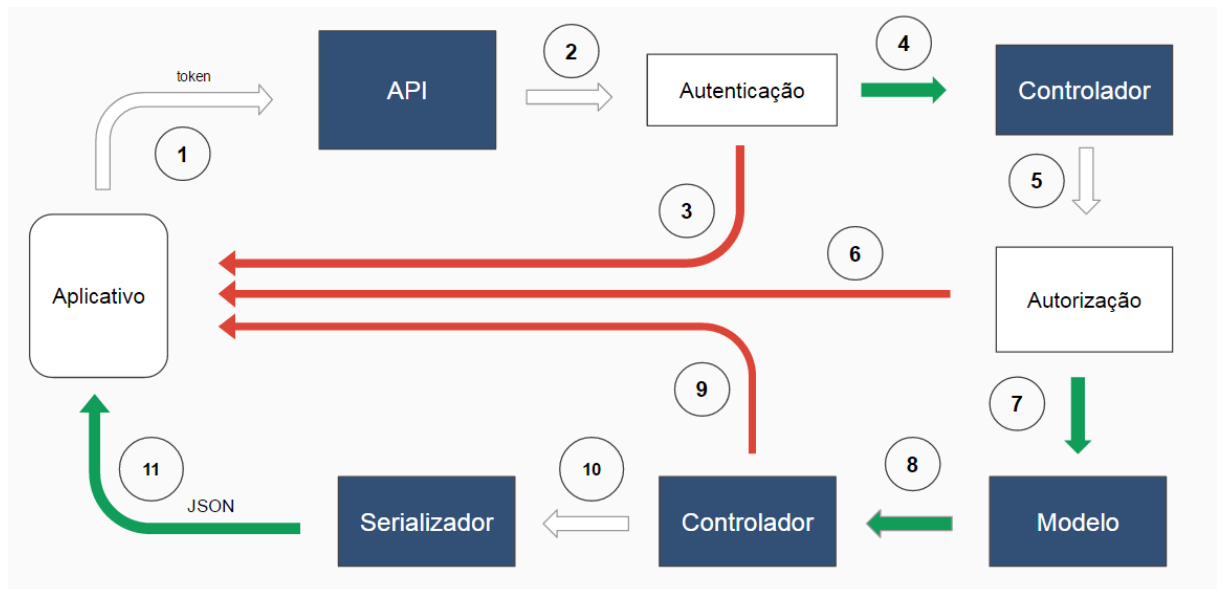 token
1
API
2
Autenticação
4
Controlador
5
3
6
Aplicativo
Autorização
7
9
8
Modelo
Controlador
10
Serializador
11
JSON